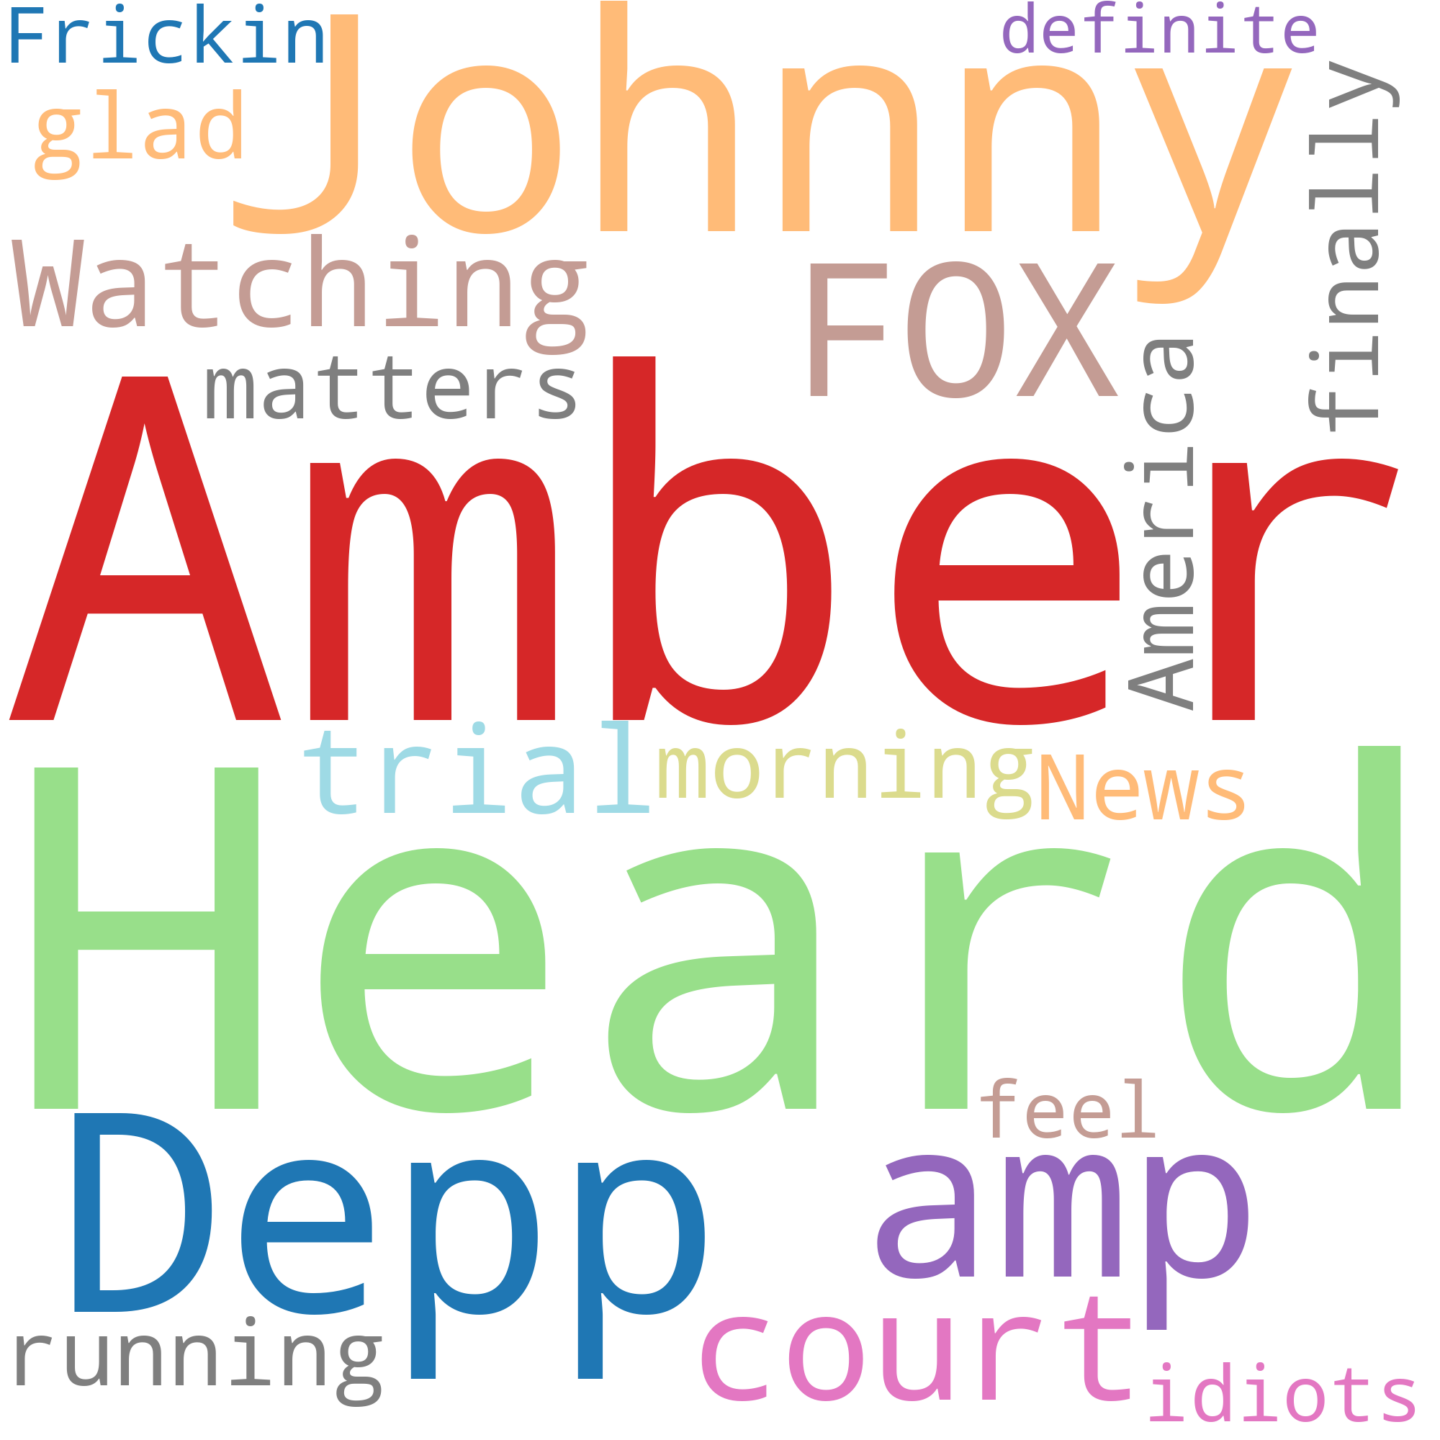 Frickin
definite
Johnny
glad
finally
Watching
FOX
matters
America
Amber
trial
morning
News
Heard
feel
Depp
amp
court
running
idiots